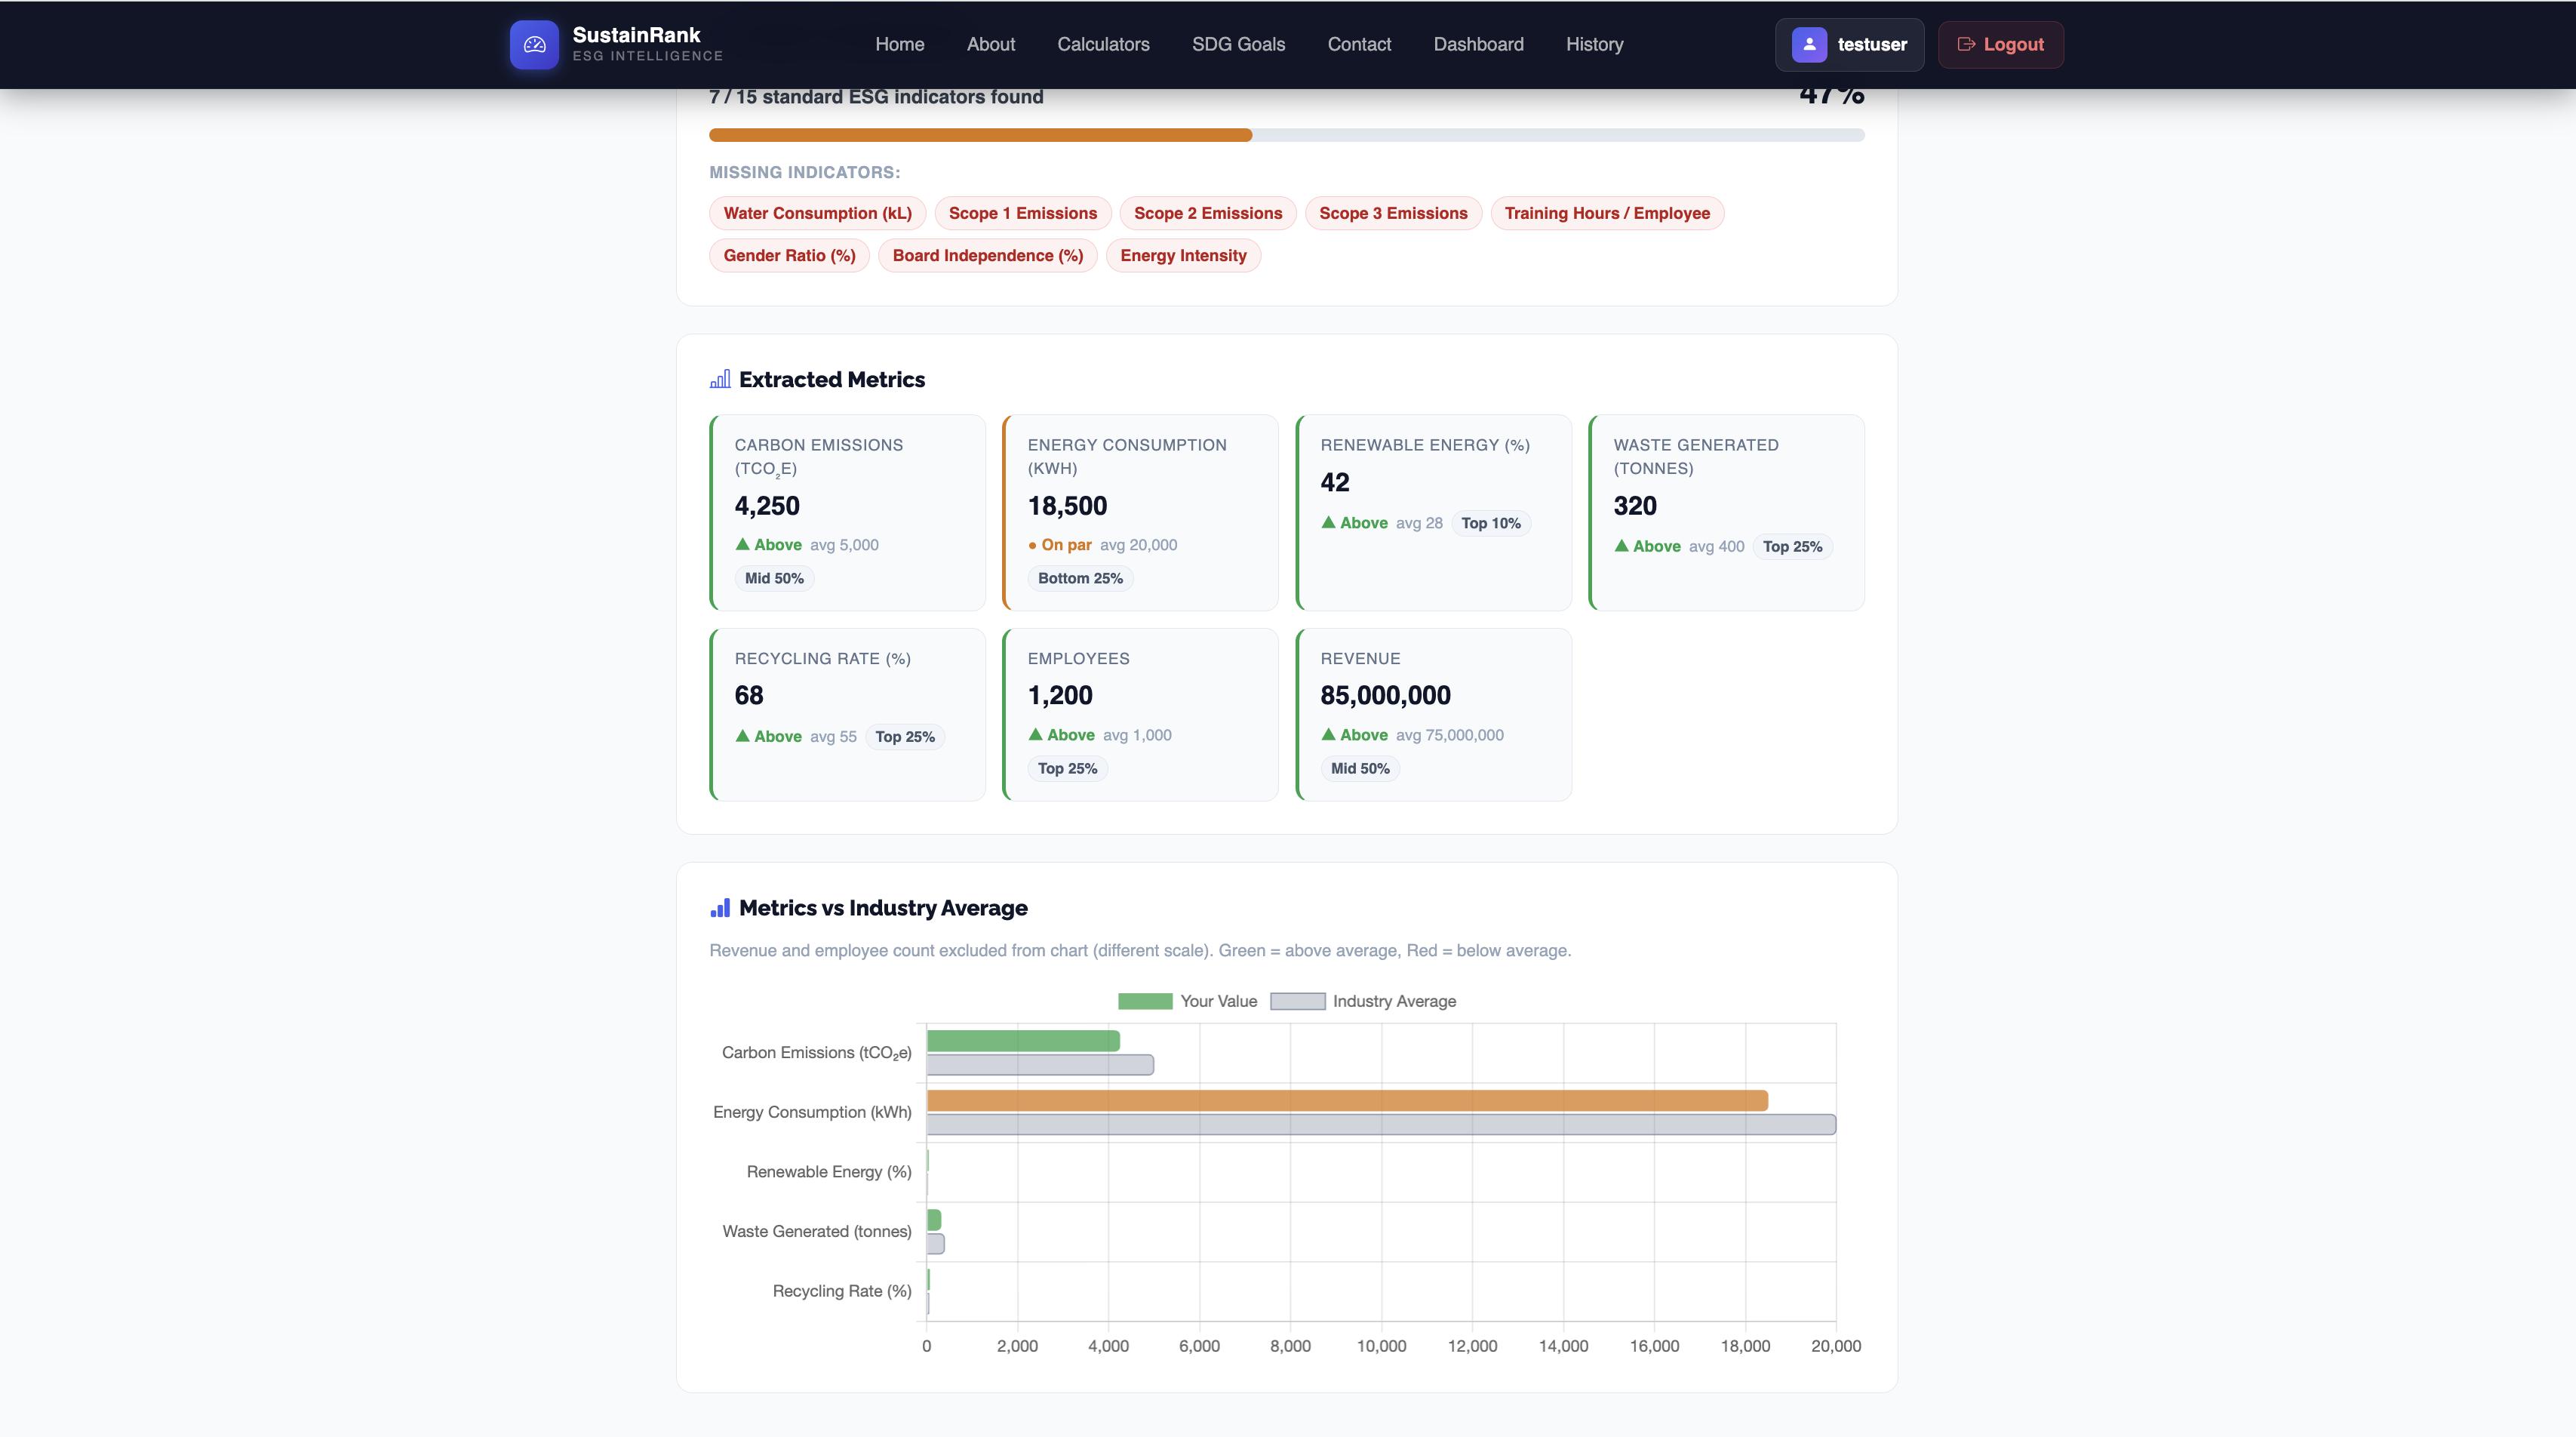 SustainRank
ESG INTELLIGENCE
Home About Calculators SDG Goals Contact Dashboard History
testuser
Logout
7 / 15 standard ESG indicators found 47%
MISSING INDICATORS:
Water Consumption (kL) Scope 1 Emissions Scope 2 Emissions Scope 3 Emissions Training Hours / Employee
Gender Ratio (%) Board Independence (%) Energy Intensity
Extracted Metrics
CARBON EMISSIONS
(TCO₂E)
4,250
▲ Above avg 5,000
Mid 50%
ENERGY CONSUMPTION
(KWH)
18,500
● On par avg 20,000
Bottom 25%
RENEWABLE ENERGY (%)
42
▲ Above avg 28 Top 10%
WASTE GENERATED
(TONNES)
320
▲ Above avg 400 Top 25%
RECYCLING RATE (%)
68
▲ Above avg 55 Top 25%
EMPLOYEES
1,200
▲ Above avg 1,000
Top 25%
REVENUE
85,000,000
▲ Above avg 75,000,000
Mid 50%
Metrics vs Industry Average
Revenue and employee count excluded from chart (different scale). Green = above average, Red = below average.
Your Value Industry Average
Carbon Emissions (tCO₂e)
Energy Consumption (kWh)
Renewable Energy (%)
Waste Generated (tonnes)
Recycling Rate (%)
0 2,000 4,000 6,000 8,000 10,000 12,000 14,000 16,000 18,000 20,000